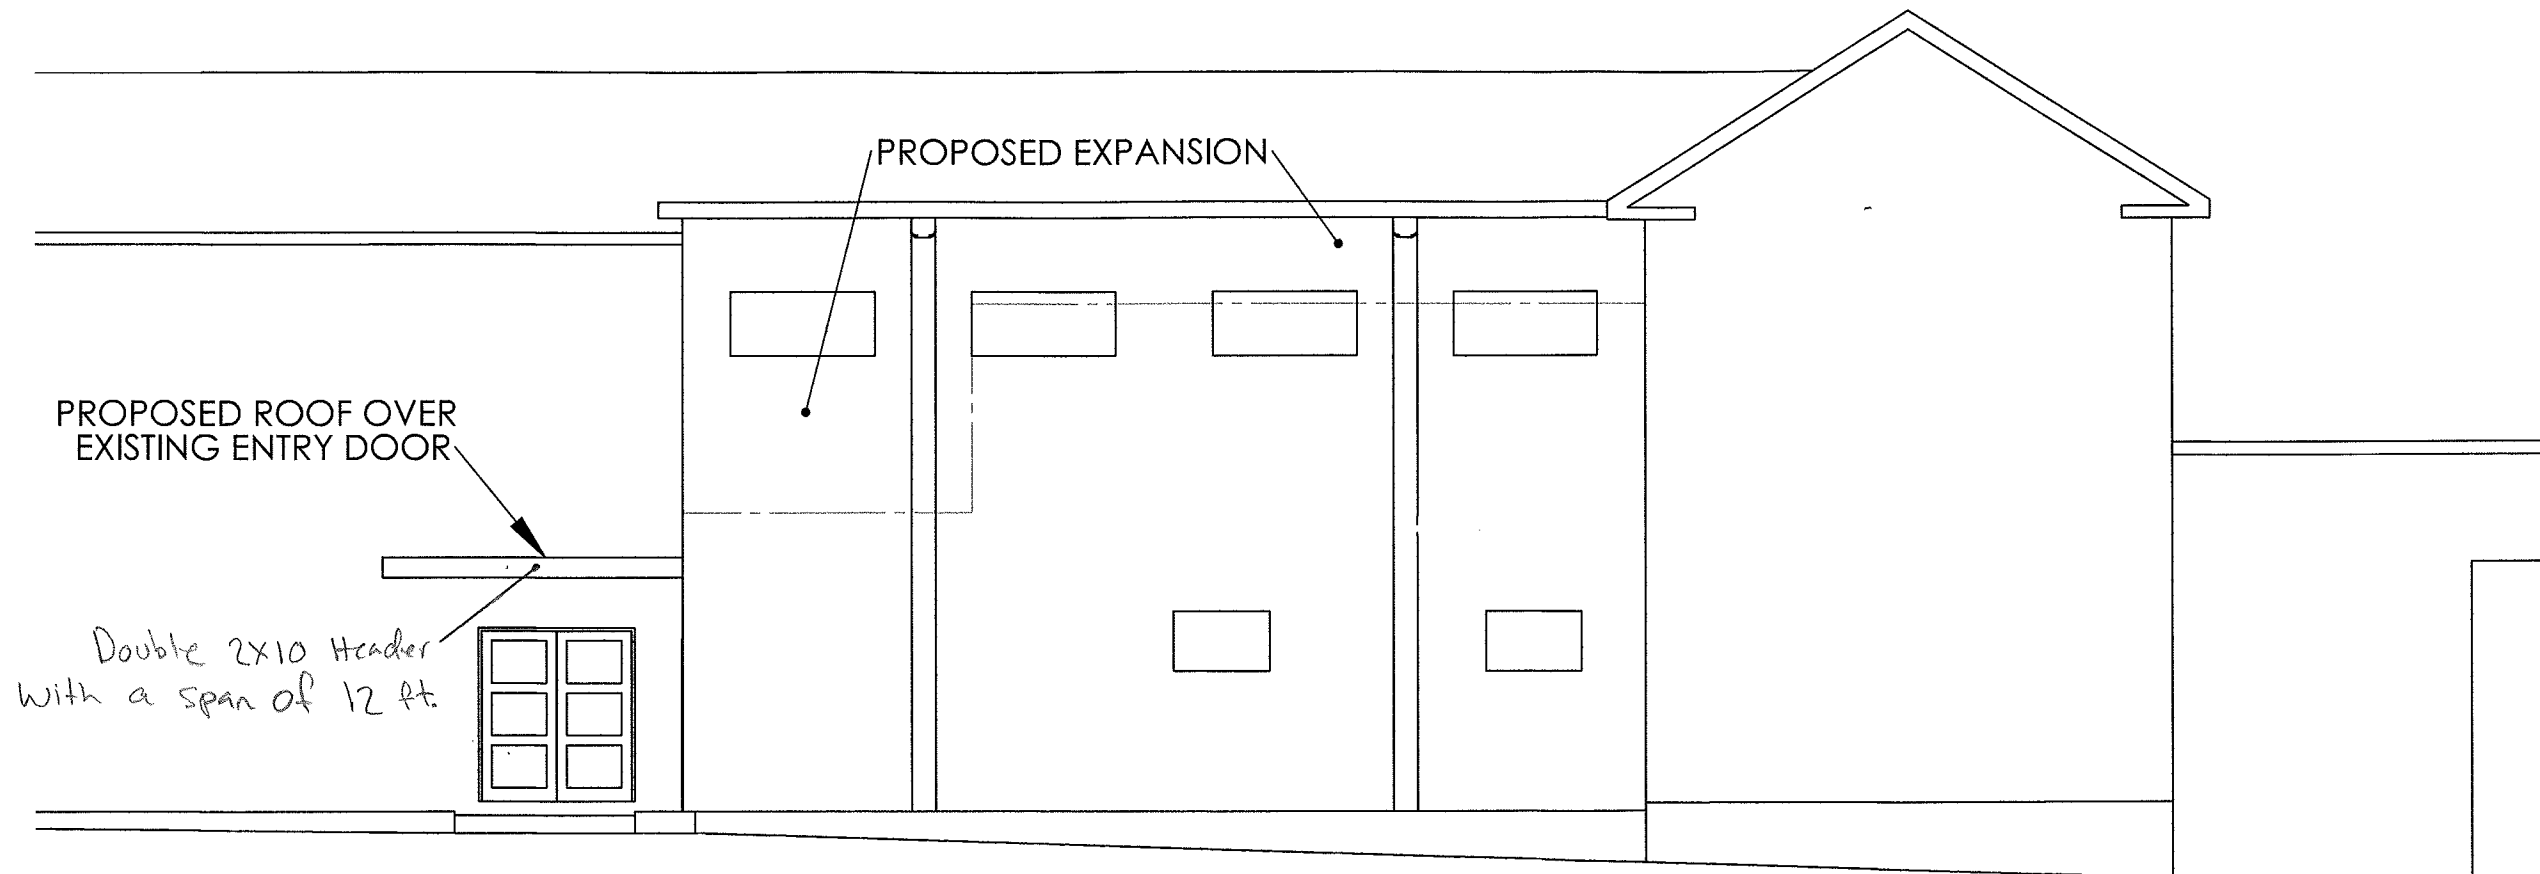 PROPOSED EXPANSION
PROPOSED ROOF OVER
EXISTING ENTRY DOOR
Double 2x10 Header
with a span of 12 ft.